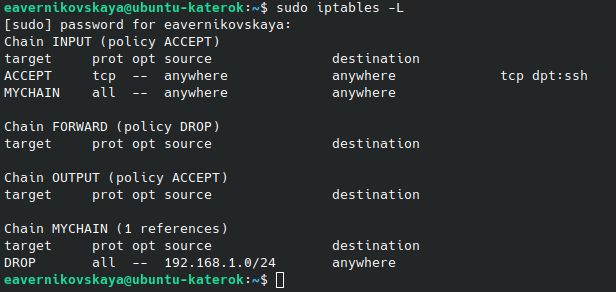 eavernikovskaya@ubuntu-katerok:~$ sudo iptables -L
[sudo] password for eavernikovskaya:
Chain INPUT (policy ACCEPT)
target     prot opt source               destination
ACCEPT     tcp  --  anywhere             anywhere             tcp dpt:ssh
MYCHAIN    all  --  anywhere             anywhere

Chain FORWARD (policy DROP)
target     prot opt source               destination

Chain OUTPUT (policy ACCEPT)
target     prot opt source               destination

Chain MYCHAIN (1 references)
target     prot opt source               destination
DROP       all  --  192.168.1.0/24       anywhere
eavernikovskaya@ubuntu-katerok:~$